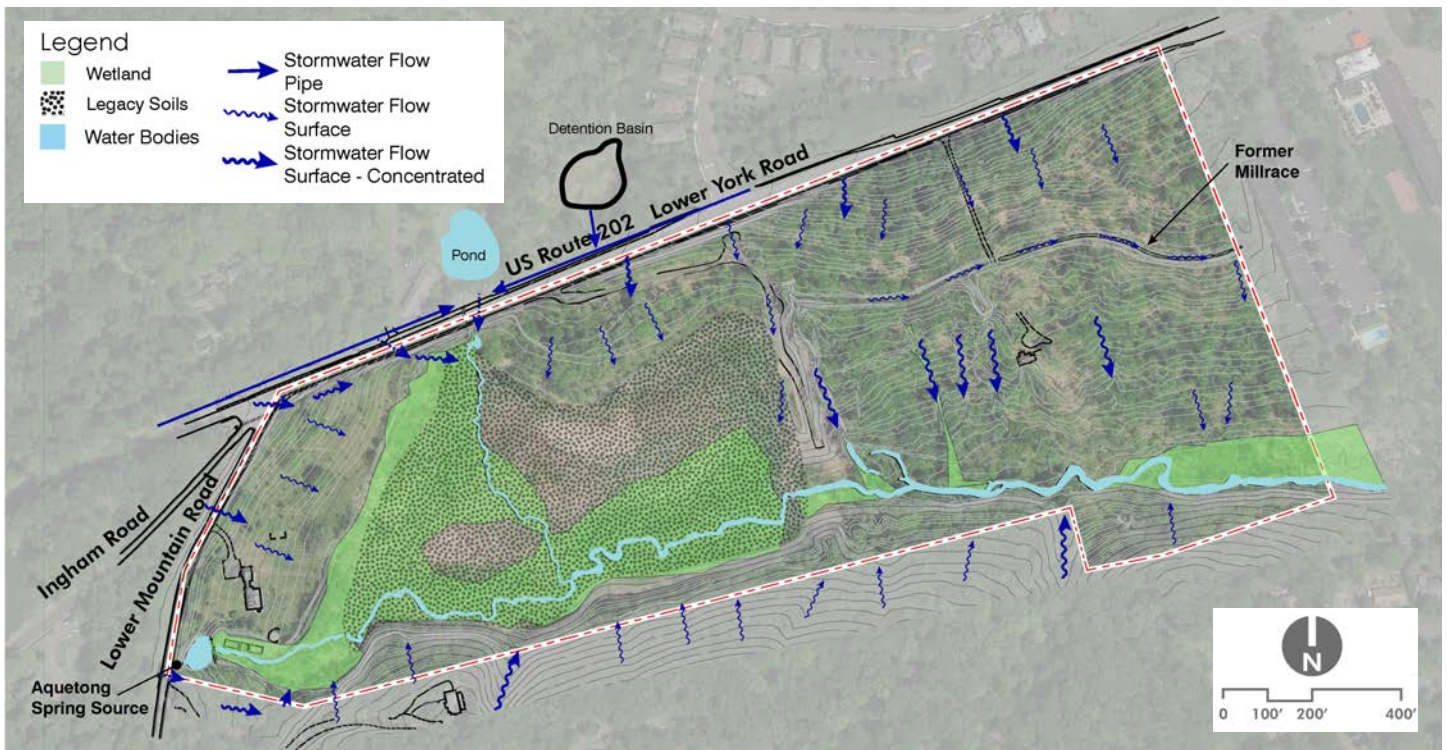 Legend
Wetland
Legacy Soils
Water Bodies
Stormwater Flow
Pipe
Stormwater Flow
Surface
Stormwater Flow
Surface - Concentrated
Detention Basin
Former
Millrace
Pond
US Route 202 Lower York Road
Ingham Road
Lower Mountain Road
Aquetong
Spring Source
N
0 100' 200' 400'